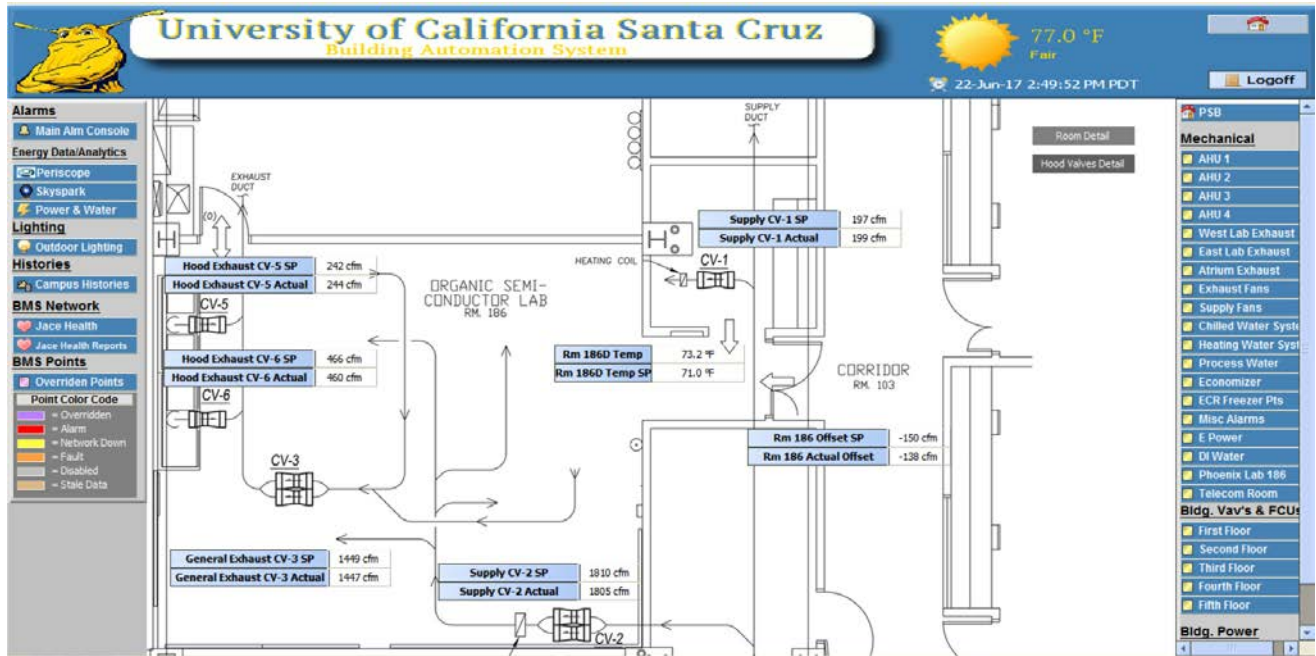 University of California Santa Cruz
Building Automation System
77.0 °F
Fair
22-Jun-17 2:49:52 PM PDT
Logoff
Alarms
Main Alm Console
Energy Data/Analytics
Periscope
Skyspark
Power & Water
Lighting
Outdoor Lighting
Histories
Campus Histories
BMS Network
Jace Health
Jace Health Reports
BMS Points
Overriden Points
Point Color Code
= Overridden
= Alarm
= Network Down
= Fault
= Disabled
= Stale Data
EXHAUST
DUCT
(O)
SUPPLY
DUCT
Room Detail
Hood Valves Detail
Supply CV-1 SP 197 cfm
Supply CV-1 Actual 199 cfm
HEATING COIL
CV-1
Hood Exhaust CV-5 SP 242 cfm
Hood Exhaust CV-5 Actual 244 cfm
CV-5
ORGANIC SEMI-
CONDUCTOR LAB
RM. 186
Hood Exhaust CV-6 SP 466 cfm
Hood Exhaust CV-6 Actual 460 cfm
CV-6
Rm 186D Temp 73.2 °F
Rm 186D Temp SP 71.0 °F
CORRIDOR
RM. 103
Rm 186 Offset SP -150 cfm
Rm 186 Actual Offset -138 cfm
CV-3
General Exhaust CV-3 SP 1449 cfm
General Exhaust CV-3 Actual 1447 cfm
Supply CV-2 SP 1810 cfm
Supply CV-2 Actual 1805 cfm
CV-2
PSB
Mechanical
AHU 1
AHU 2
AHU 3
AHU 4
West Lab Exhaust
East Lab Exhaust
Atrium Exhaust
Exhaust Fans
Supply Fans
Chilled Water Syste
Heating Water Syst
Process Water
Economizer
ECR Freezer Pts
Misc Alarms
E Power
DI Water
Phoenix Lab 186
Telecom Room
Bldg. Vav's & FCUs
First Floor
Second Floor
Third Floor
Fourth Floor
Fifth Floor
Bldg. Power